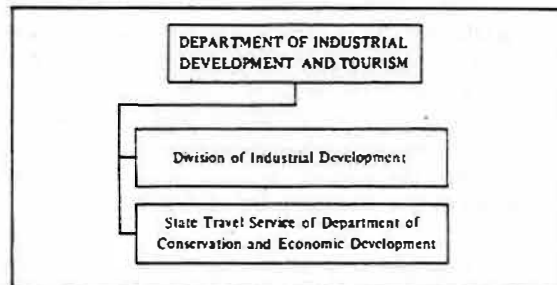 DEPARTMENT OF INDUSTRIAL
DEVELOPMENT AND TOURISM
Division of Industrial Development
State Travel Service of Department of
Conservation and Economic Development